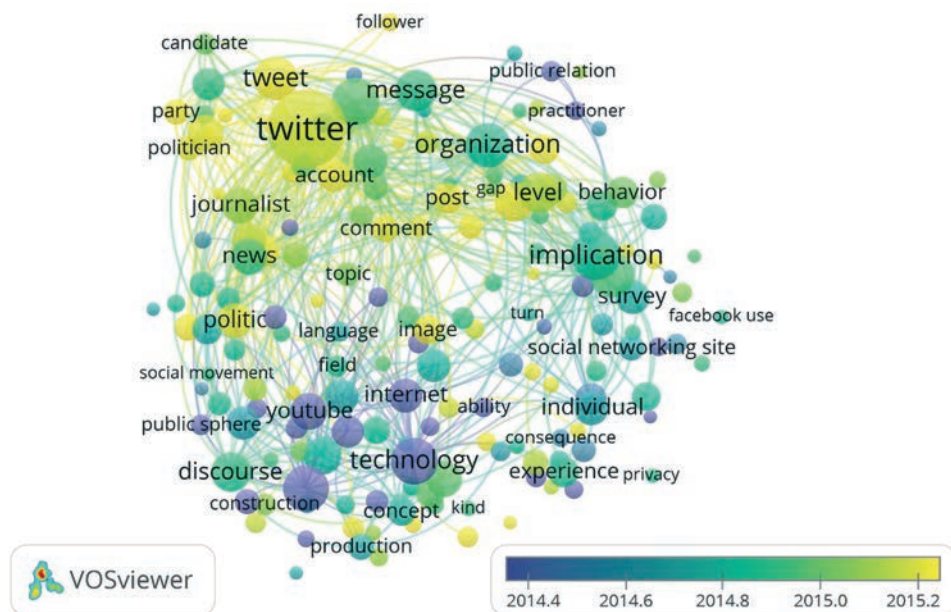 follower
candidate
tweet
public relation
message
party
practitioner
twitter
politician
organization
account
gap
level
behavior
post
journalist
comment
news
implication
topic
survey
turn
facebook use
politic
language
image
social networking site
field
social movement
internet
ability
individual
youtube
public sphere
consequence
technology
discourse
experience
privacy
construction
concept
kind
production
VOSviewer
2014.4 2014.6 2014.8 2015.0 2015.2